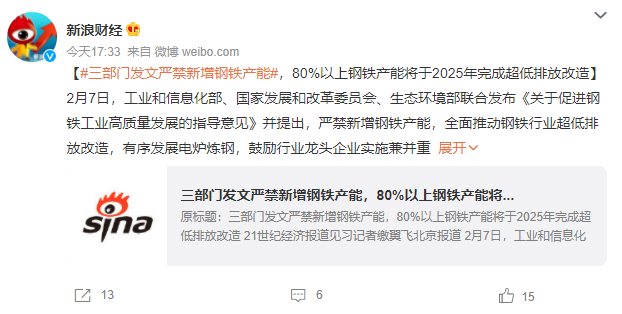 新浪财经
今天17:33 来自 微博 weibo.com
【#三部门发文严禁新增钢铁产能#，80%以上钢铁产能将于2025年完成超低排放改造】
2月7日，工业和信息化部、国家发展和改革委员会、生态环境部联合发布《关于促进钢
铁工业高质量发展的指导意见》并提出，严禁新增钢铁产能，全面推动钢铁行业超低排
放改造，有序发展电炉炼钢，鼓励行业龙头企业实施兼并重 展开
sina
三部门发文严禁新增钢铁产能，80%以上钢铁产能将...
原标题：三部门发文严禁新增钢铁产能，80%以上钢铁产能将于2025年完成超
低排放改造 21世纪经济报道见习记者缴翼飞北京报道 2月7日，工业和信息化
13 6 15